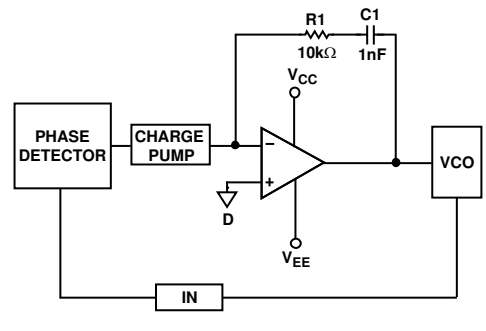 R1
10kΩ
C1
1nF
VCC
PHASE
DETECTOR
CHARGE
PUMP
−
+
D
VCO
VEE
IN